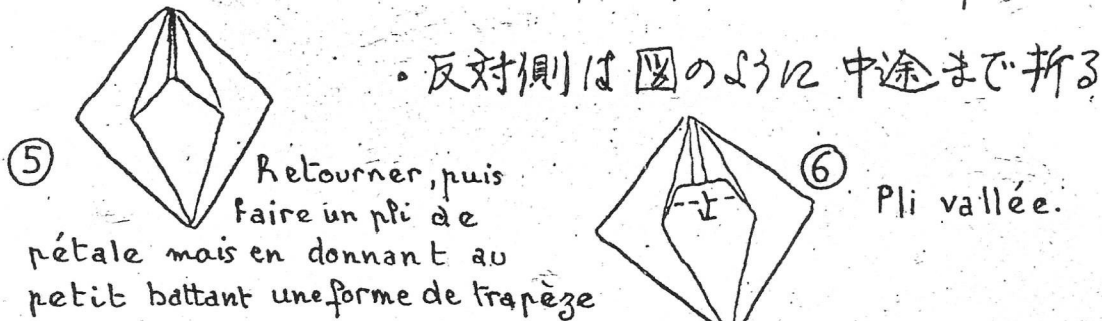 ・反対側は図のように中途まで折る
⑤
Retourner, puis
faire un pli de
pétale mais en donnant au
petit battant une forme de trapèze
⑥
Pli vallée.